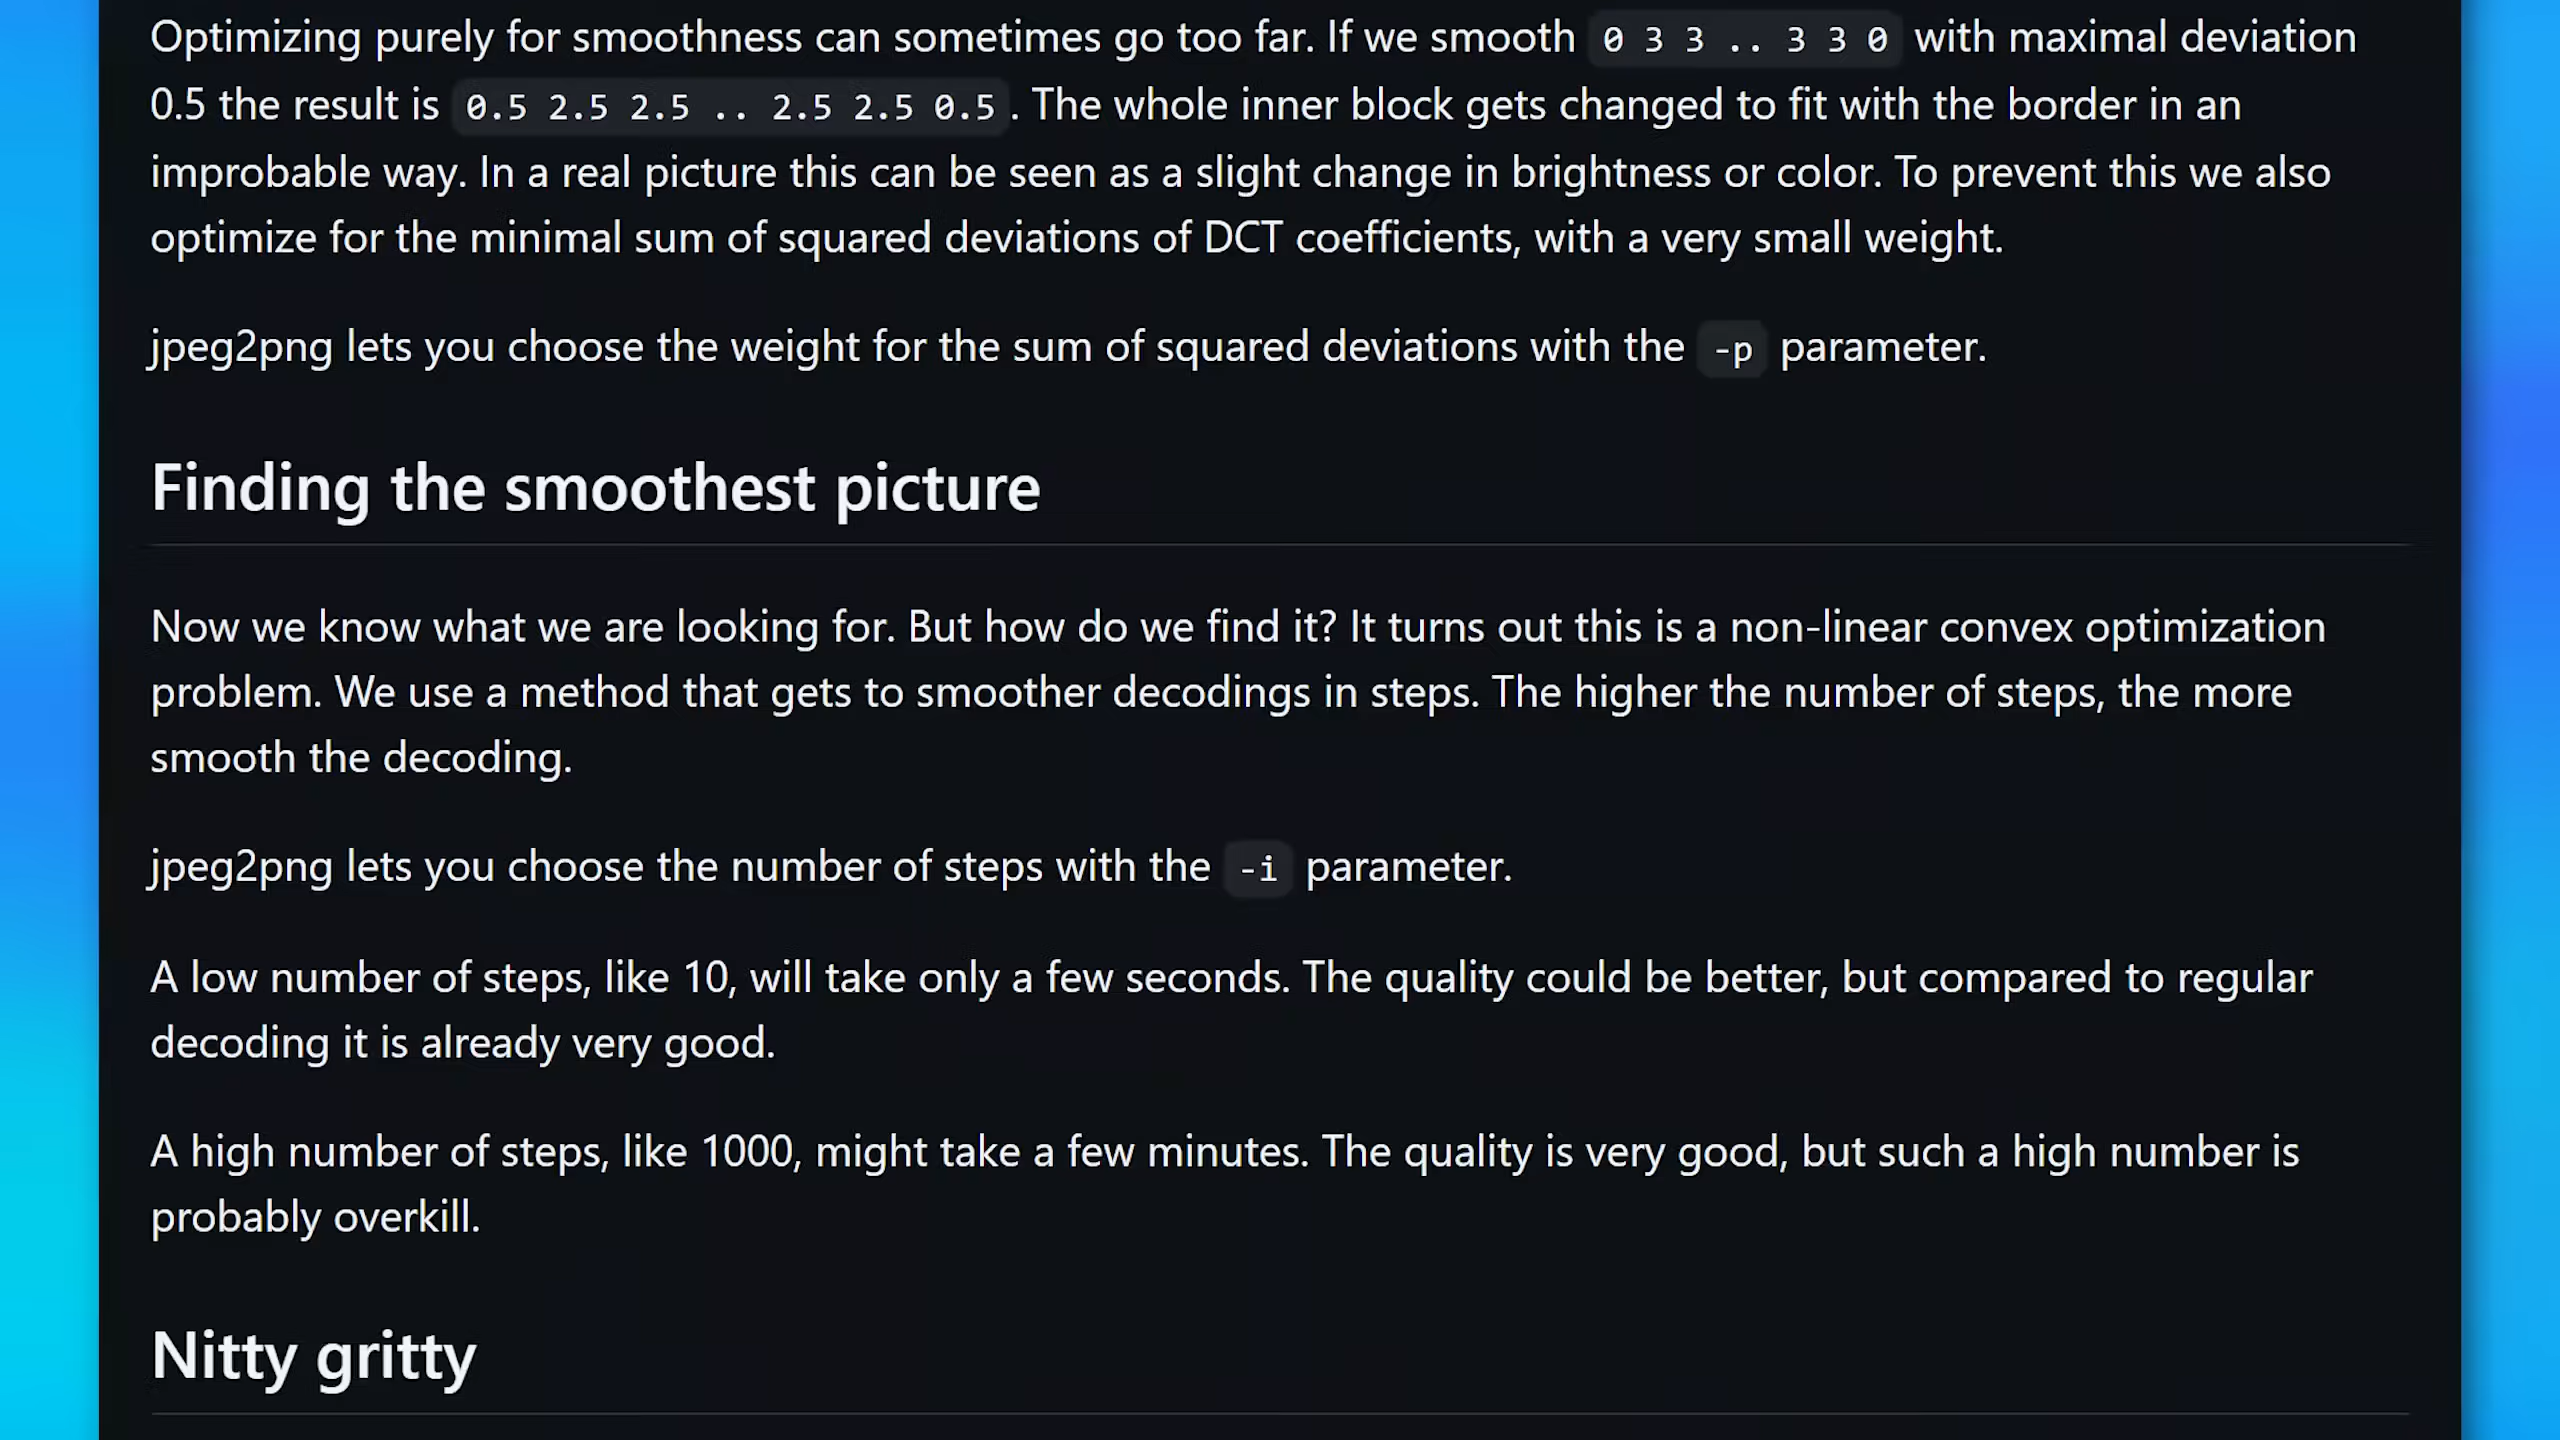 Optimizing purely for smoothness can sometimes go too far. If we smooth 0 3 3 .. 3 3 0 with maximal deviation
0.5 the result is 0.5 2.5 2.5 .. 2.5 2.5 0.5 . The whole inner block gets changed to fit with the border in an
improbable way. In a real picture this can be seen as a slight change in brightness or color. To prevent this we also
optimize for the minimal sum of squared deviations of DCT coefficients, with a very small weight.
jpeg2png lets you choose the weight for the sum of squared deviations with the -p parameter.
Finding the smoothest picture
Now we know what we are looking for. But how do we find it? It turns out this is a non-linear convex optimization
problem. We use a method that gets to smoother decodings in steps. The higher the number of steps, the more
smooth the decoding.
jpeg2png lets you choose the number of steps with the -i parameter.
A low number of steps, like 10, will take only a few seconds. The quality could be better, but compared to regular
decoding it is already very good.
A high number of steps, like 1000, might take a few minutes. The quality is very good, but such a high number is
probably overkill.
Nitty gritty